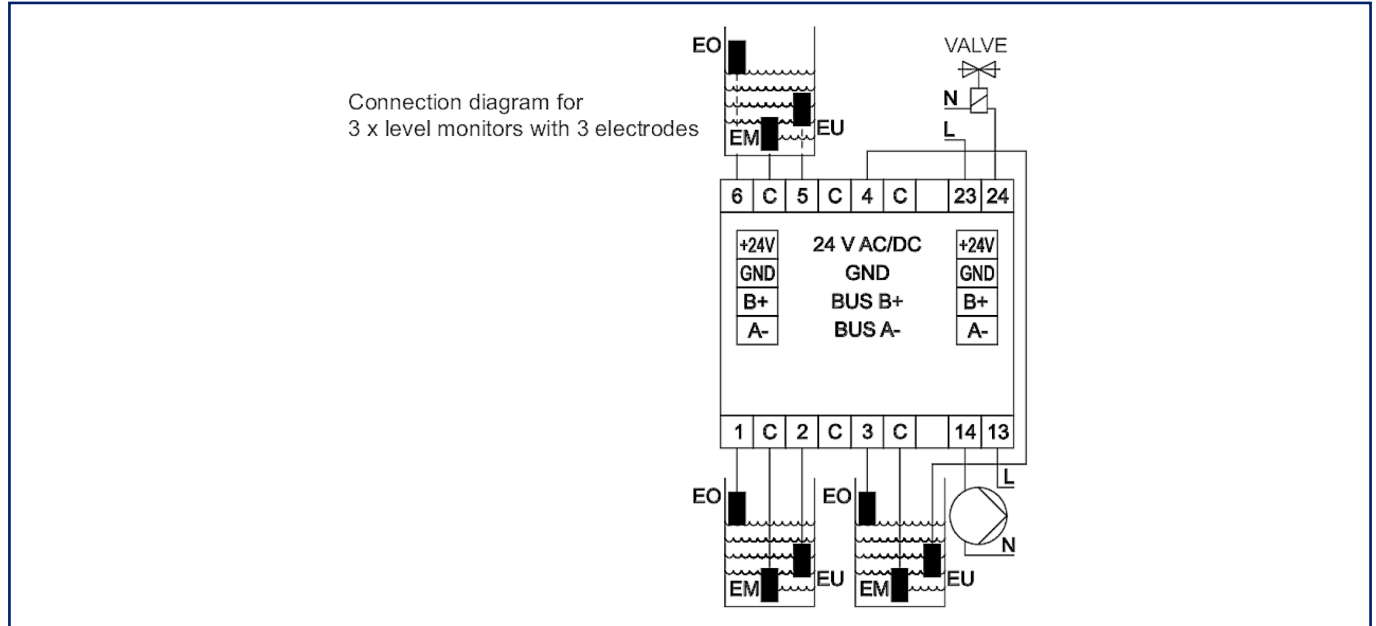 EO
VALVE
Connection diagram for
3 x level monitors with 3 electrodes
N
EM
EU
L
6 C 5 C 4 C 23 24
+24V 24 V AC/DC +24V
GND GND GND
B+ BUS B+ B+
A- BUS A- A-
1 C 2 C 3 C 14 13
L
EO
EO
N
EM
EU
EM
EU